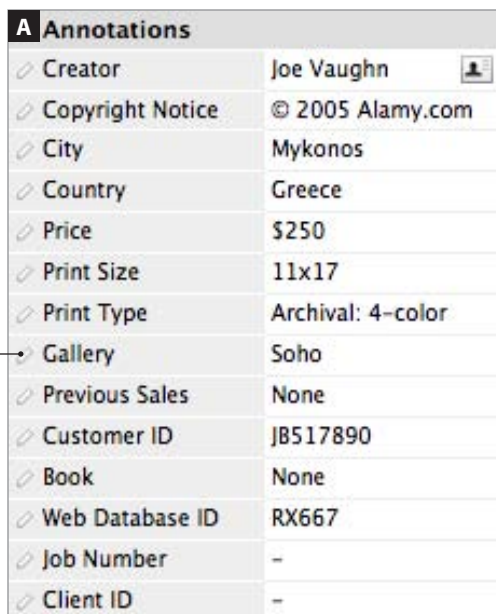 A Annotations
Creator Joe Vaughn
Copyright Notice © 2005 Alamy.com
City Mykonos
Country Greece
Price $250
Print Size 11x17
Print Type Archival: 4-color
Gallery Soho
Previous Sales None
Customer ID JB517890
Book None
Web Database ID RX667
Job Number –
Client ID –